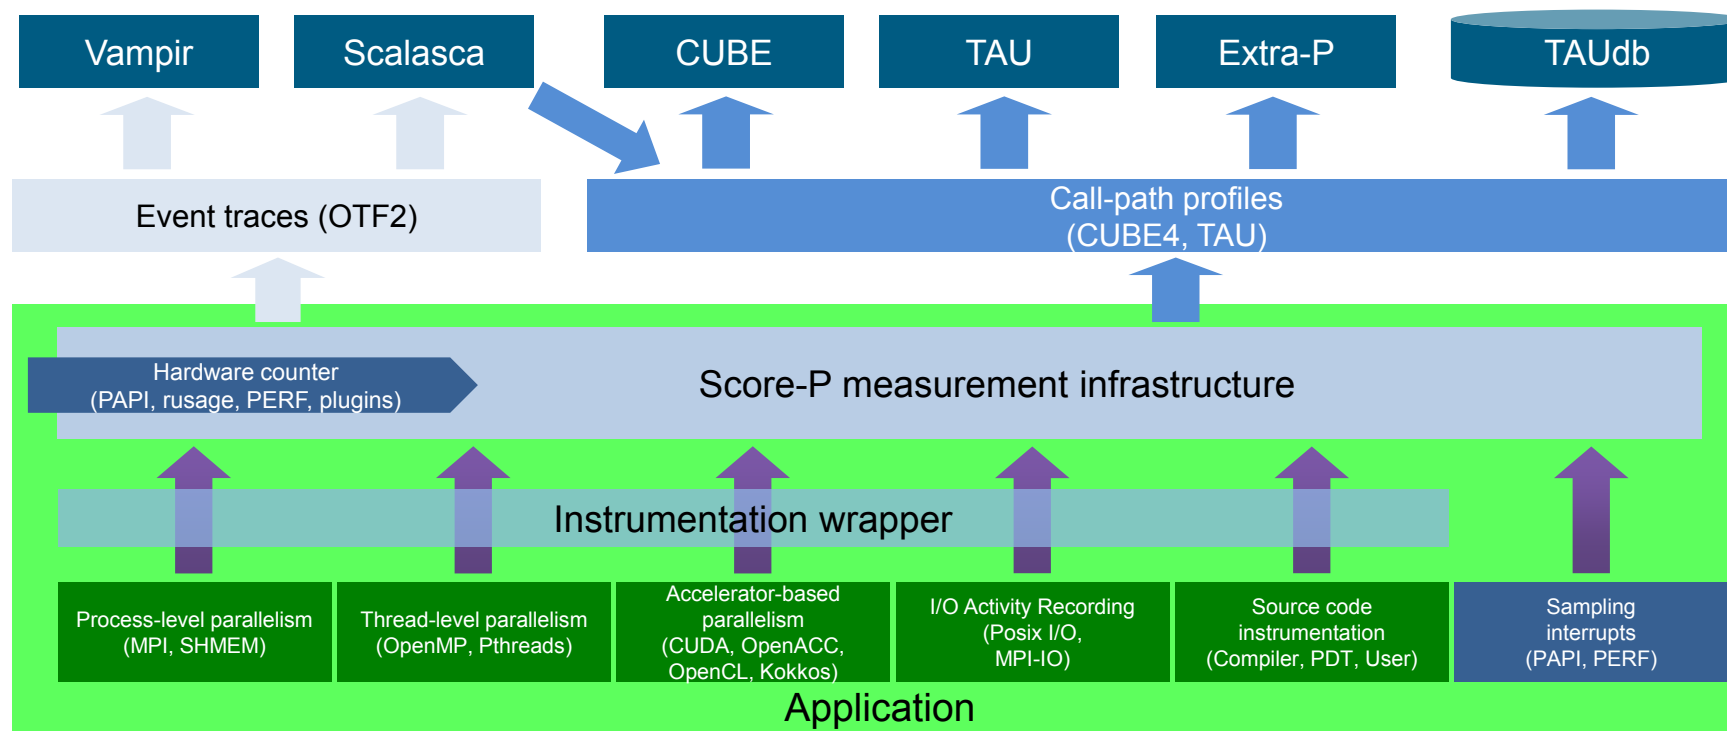 Vampir
Scalasca
CUBE
TAU
Extra-P
TAUdb
Event traces (OTF2)
Call-path profiles
(CUBE4, TAU)
Hardware counter
(PAPI, rusage, PERF, plugins)
Score-P measurement infrastructure
Instrumentation wrapper
Process-level parallelism
(MPI, SHMEM)
Thread-level parallelism
(OpenMP, Pthreads)
Accelerator-based
parallelism
(CUDA, OpenACC,
OpenCL, Kokkos)
I/O Activity Recording
(Posix I/O,
MPI-IO)
Source code
instrumentation
(Compiler, PDT, User)
Sampling
interrupts
(PAPI, PERF)
Application